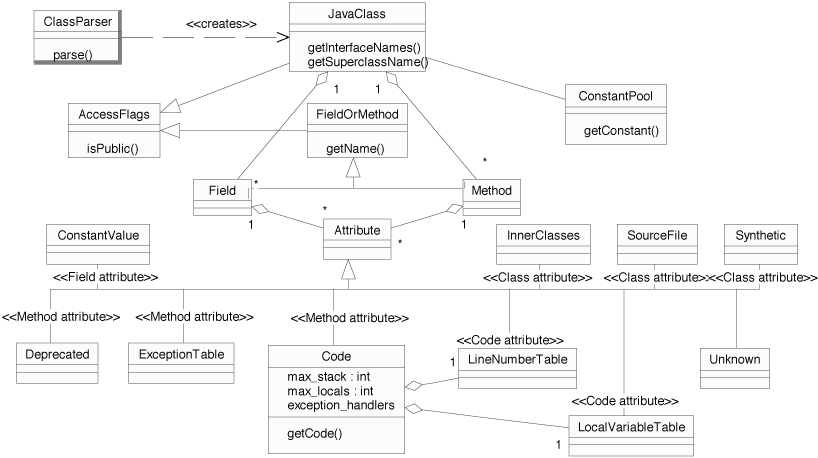 ClassParser
parse()
<<creates>>
JavaClass
getInterfaceNames()
getSuperclassName()
1
1
ConstantPool
getConstant()
AccessFlags
isPublic()
FieldOrMethod
getName()
*
*
Field
Method
1
*
1
*
Attribute
ConstantValue
InnerClasses
SourceFile
Synthetic
<<Field attribute>>
<<Class attribute>>
<<Class attribute>>
<<Class attribute>>
<<Method attribute>>
<<Method attribute>>
<<Method attribute>>
<<Code attribute>>
Deprecated
ExceptionTable
Code
max_stack : int
max_locals : int
exception_handlers
getCode()
1
LineNumberTable
Unknown
<<Code attribute>>
LocalVariableTable
1